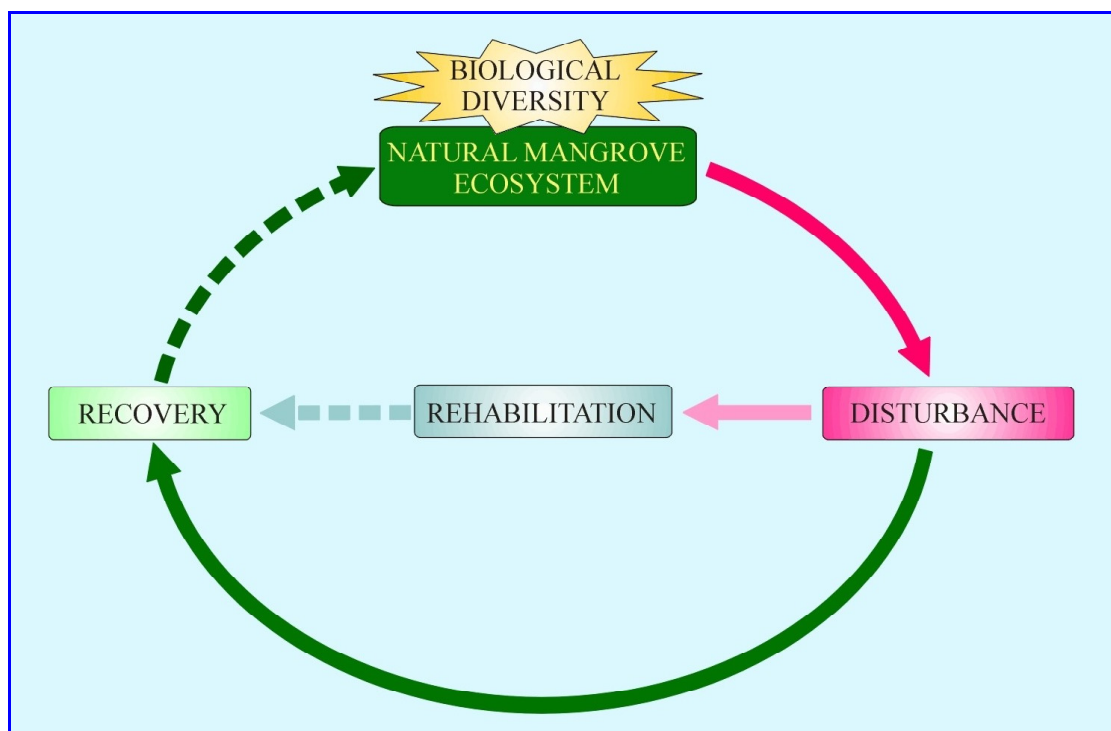 BIOLOGICAL
DIVERSITY
NATURAL MANGROVE
ECOSYSTEM
RECOVERY
REHABILITATION
DISTURBANCE